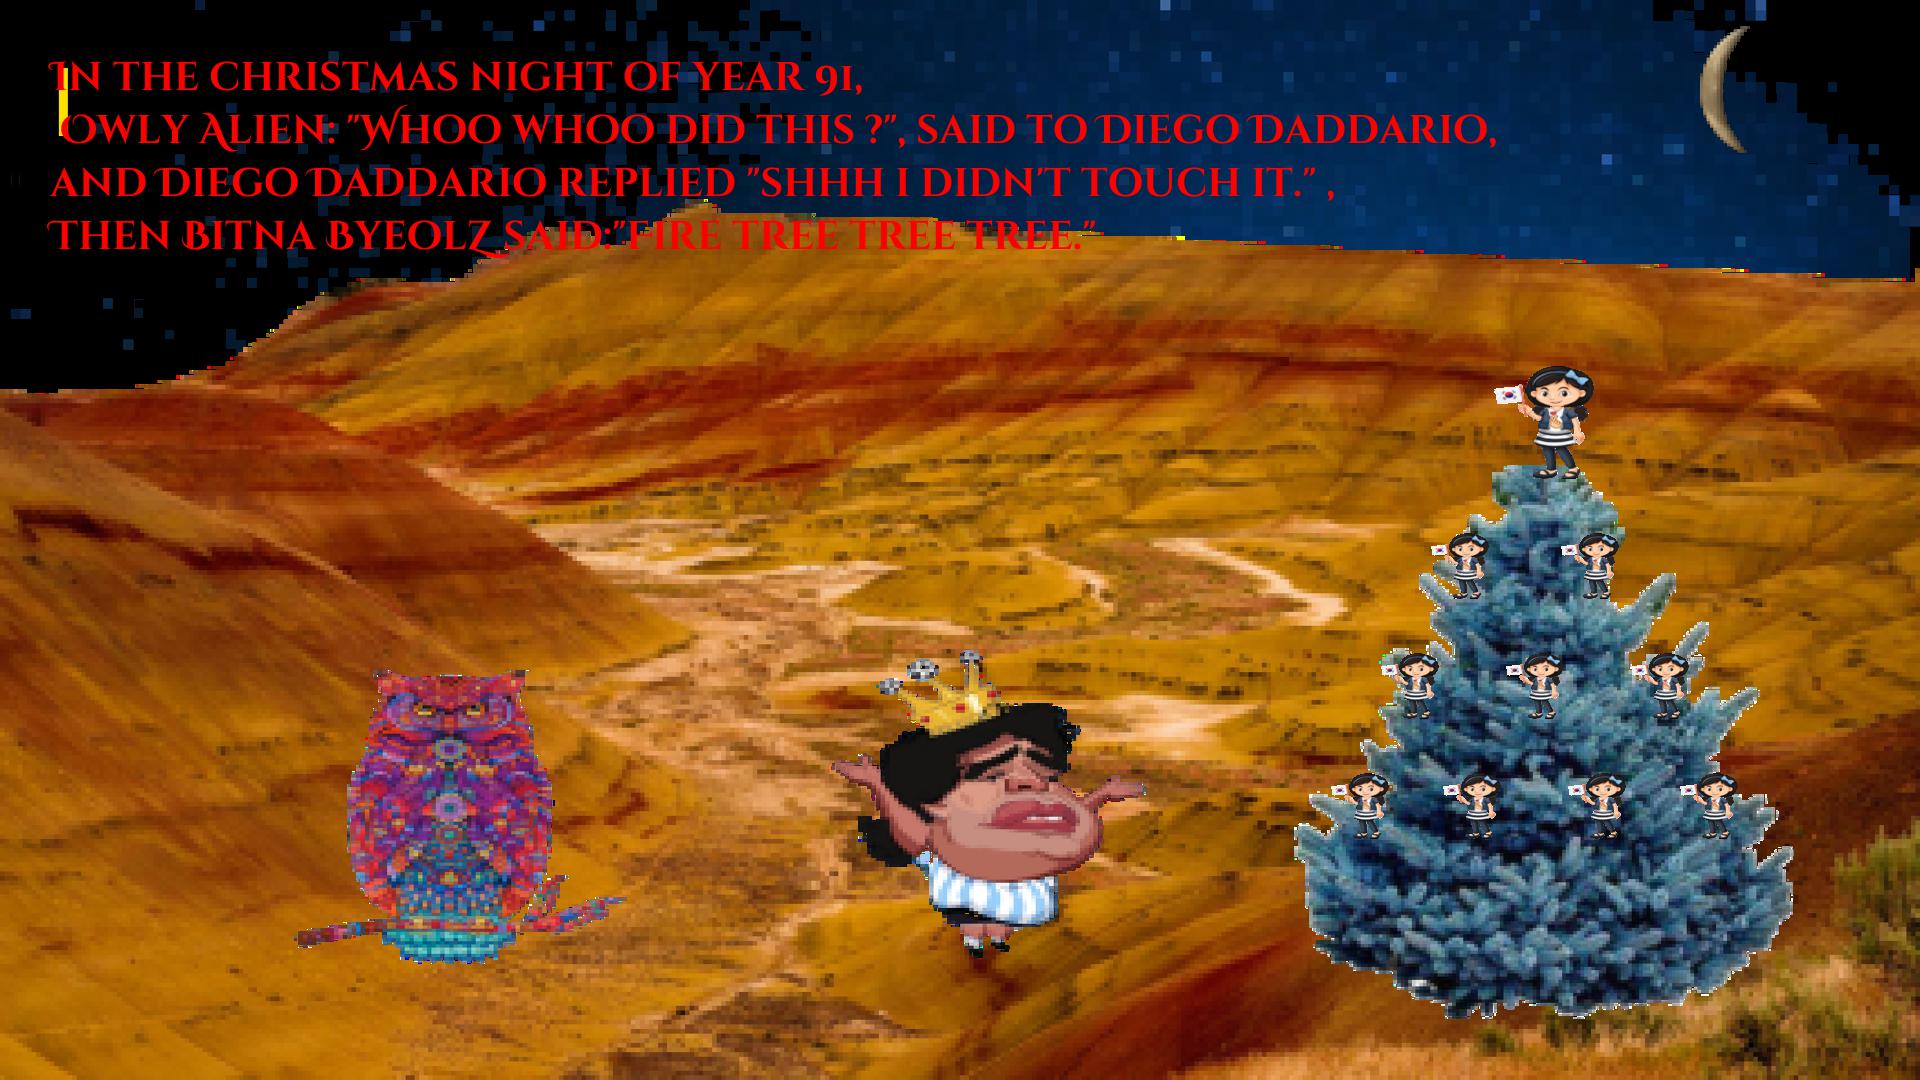 In the Christmas night of year 91,
Owly Alien: "Whoo whoo did this ?", said to Diego Daddario,
and Diego Daddario replied "Shhh I didn't touch it." ,
Then Bitna Byeolz said:"Fire tree tree tree."